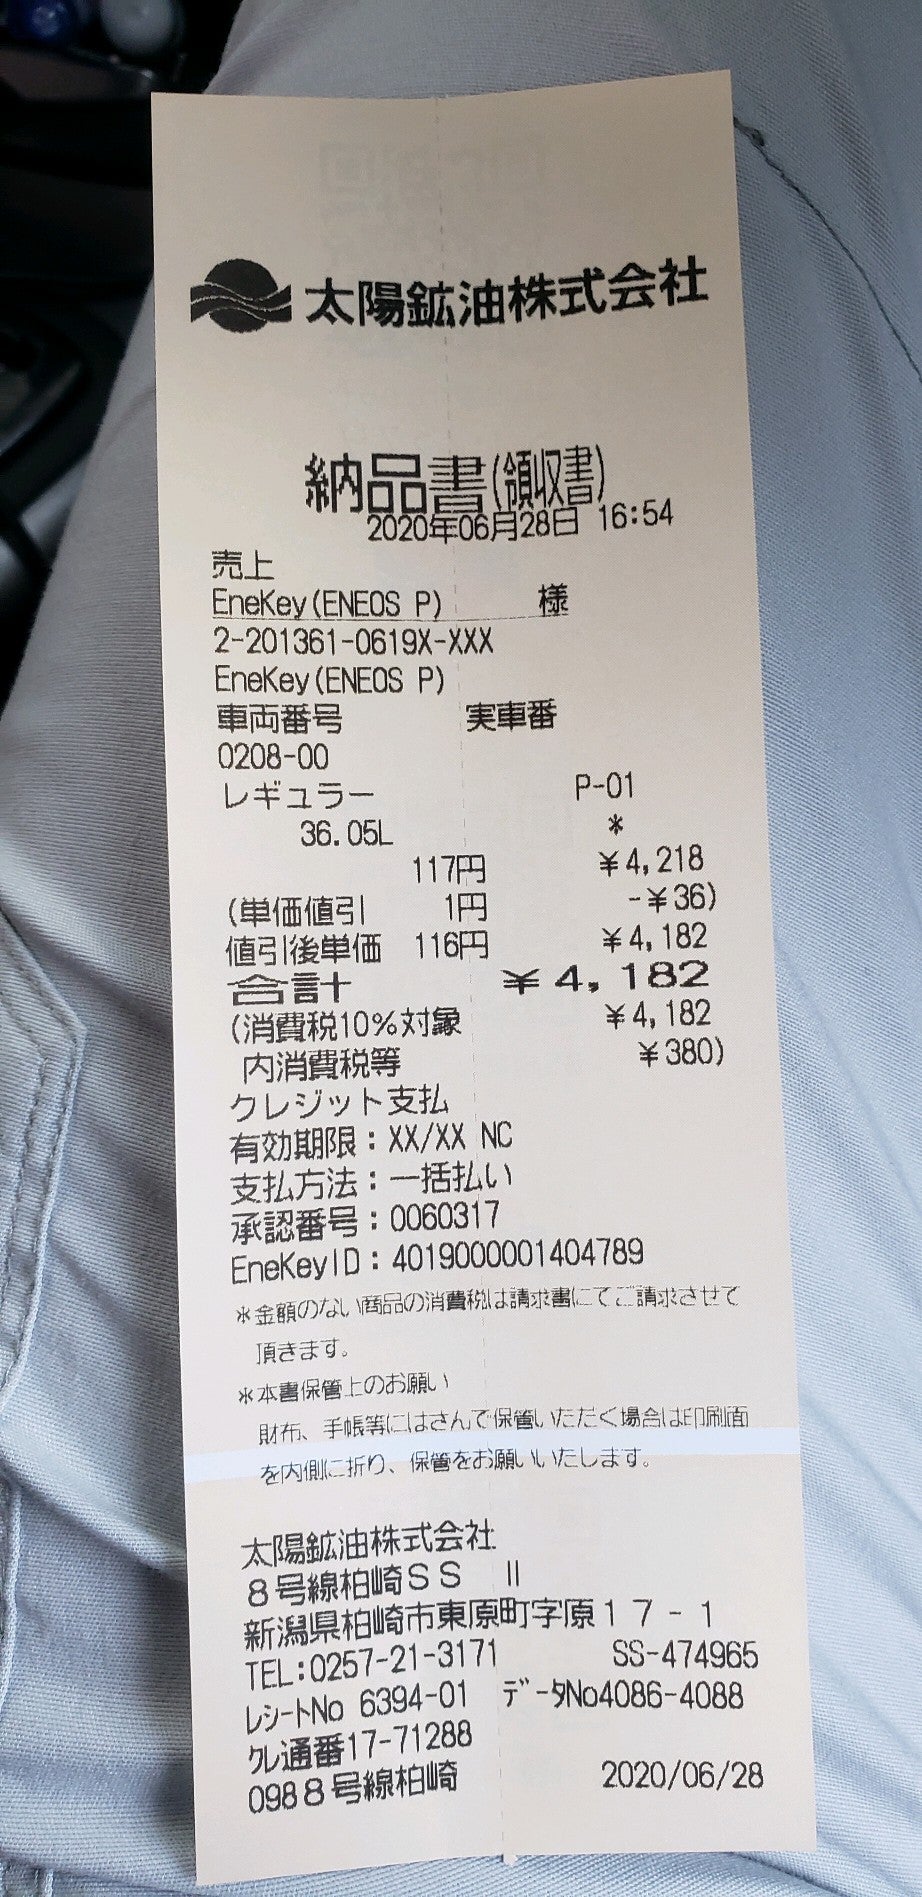 太陽鉱油株式会社
納品書(領収書)
2020年06月28日 16:54
売上
EneKey(ENEOS P) 様
2-201361-0619X-XXX
EneKey(ENEOS P)
車両番号 実車番
0208-00
レギュラー P-01
36.05L *
117円 ¥4,218
(単価値引 1円 -¥36)
値引後単価 116円 ¥4,182
合計 ¥4,182
(消費税10%対象 ¥4,182
内消費税等 ¥380)
クレジット支払
有効期限:XX/XX NC
支払方法:一括払い
承認番号:0060317
EneKeyID:4019000001404789
*金額のない商品の消費税は請求書にてご請求させて
頂きます。
*本書保管上のお願い
財布、手帳等にはさんで保管いただく場合は印刷面
を内側に折り、保管をお願いいたします。
太陽鉱油株式会社
8号線柏崎SS Ⅱ
新潟県柏崎市東原町字原17-1
TEL:0257-21-3171 SS-474965
レシートNo 6394-01 データNo4086-4088
クレ通番17-71288
098 8号線柏崎 2020/06/28